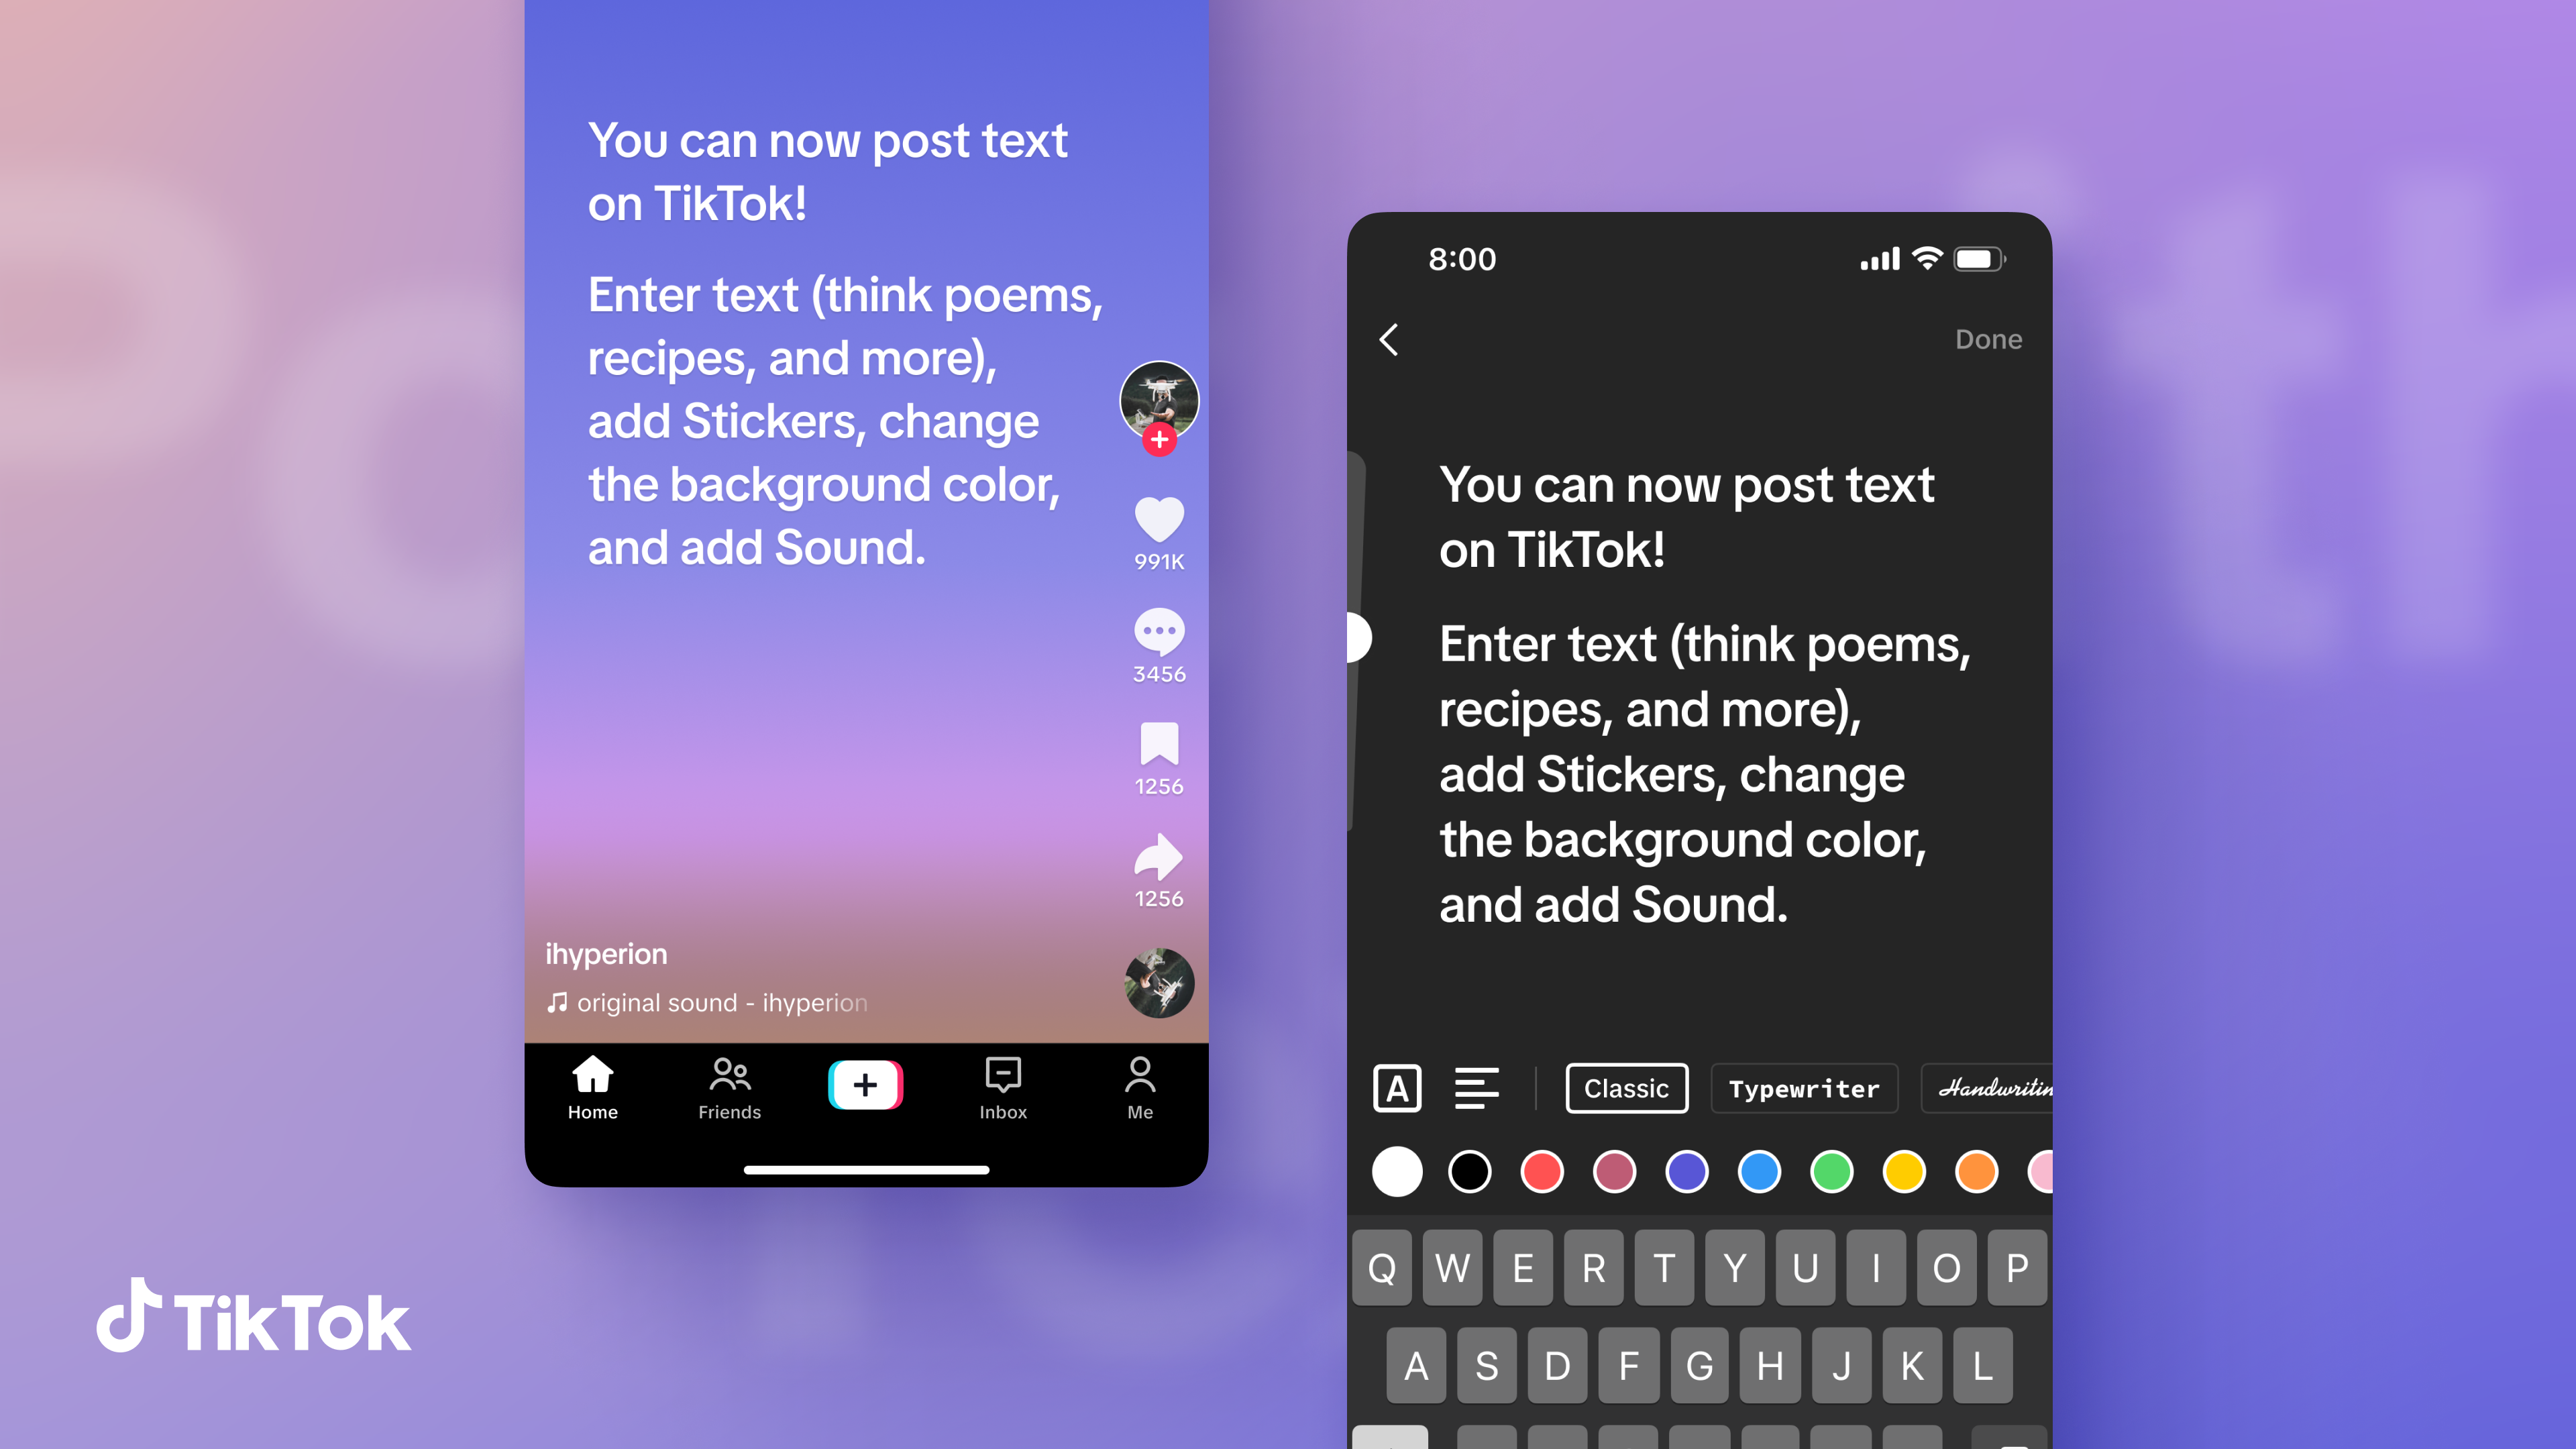 You can now post text
on TikTok!
Enter text (think poems,
recipes, and more),
add Stickers, change
the background color,
and add Sound.
991K
3456
1256
1256
ihyperion
original sound - ihyperion
Home
Friends
Inbox
Me
TikTok
8:00
Done
You can now post text
on TikTok!
Enter text (think poems,
recipes, and more),
add Stickers, change
the background color,
and add Sound.
A
Classic
Typewriter
Q W E R T Y U I O P
A S D F G H J K L